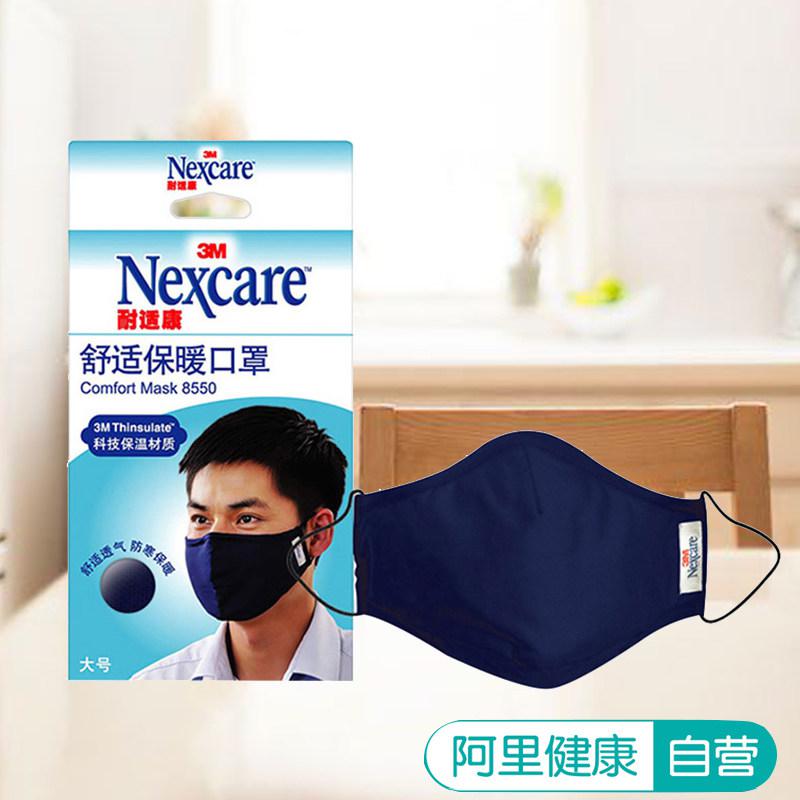 3M
Nexcare™
耐适康
3M
Nexcare™
耐适康
舒适保暖口罩
Comfort Mask 8550
3M Thinsulate™
科技保温材质
舒适透气 防寒保暖
大号
3M
Nexcare
阿里健康 自营